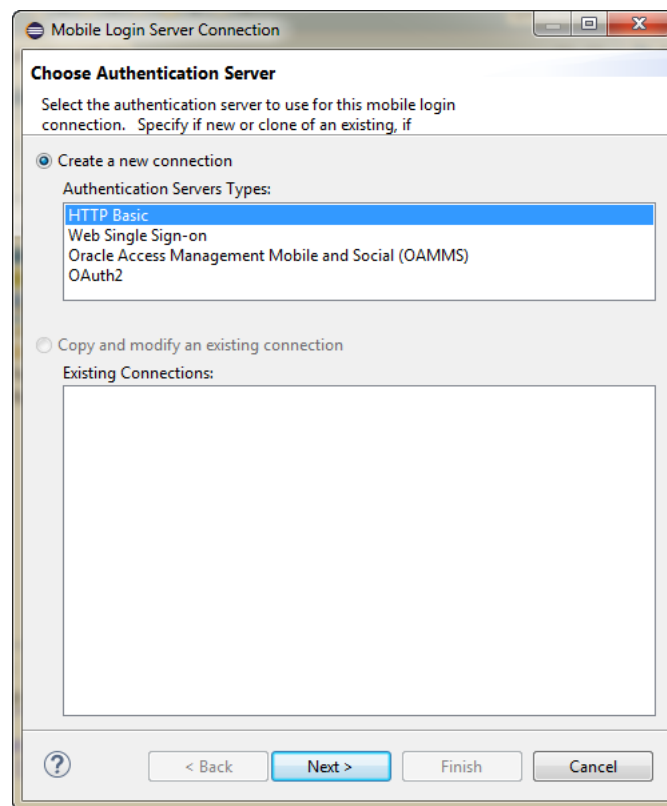 Mobile Login Server Connection
Choose Authentication Server
Select the authentication server to use for this mobile login
connection.   Specify if new or clone of an existing, if
Create a new connection
Authentication Servers Types:
HTTP Basic
Web Single Sign-on
Oracle Access Management Mobile and Social (OAMMS)
OAuth2
Copy and modify an existing connection
Existing Connections:
? < Back Next > Finish Cancel